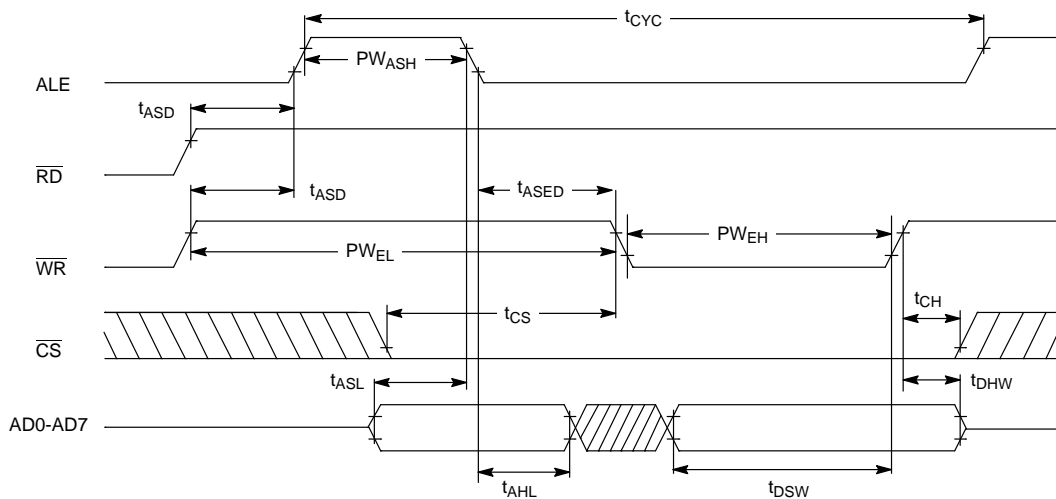 tCYC
PWASH
ALE
tASD
RD
tASD
tASED
PWEH
PWEL
WR
tCS
tCH
CS
tASL
tDHW
AD0-AD7
tAHL
tDSW